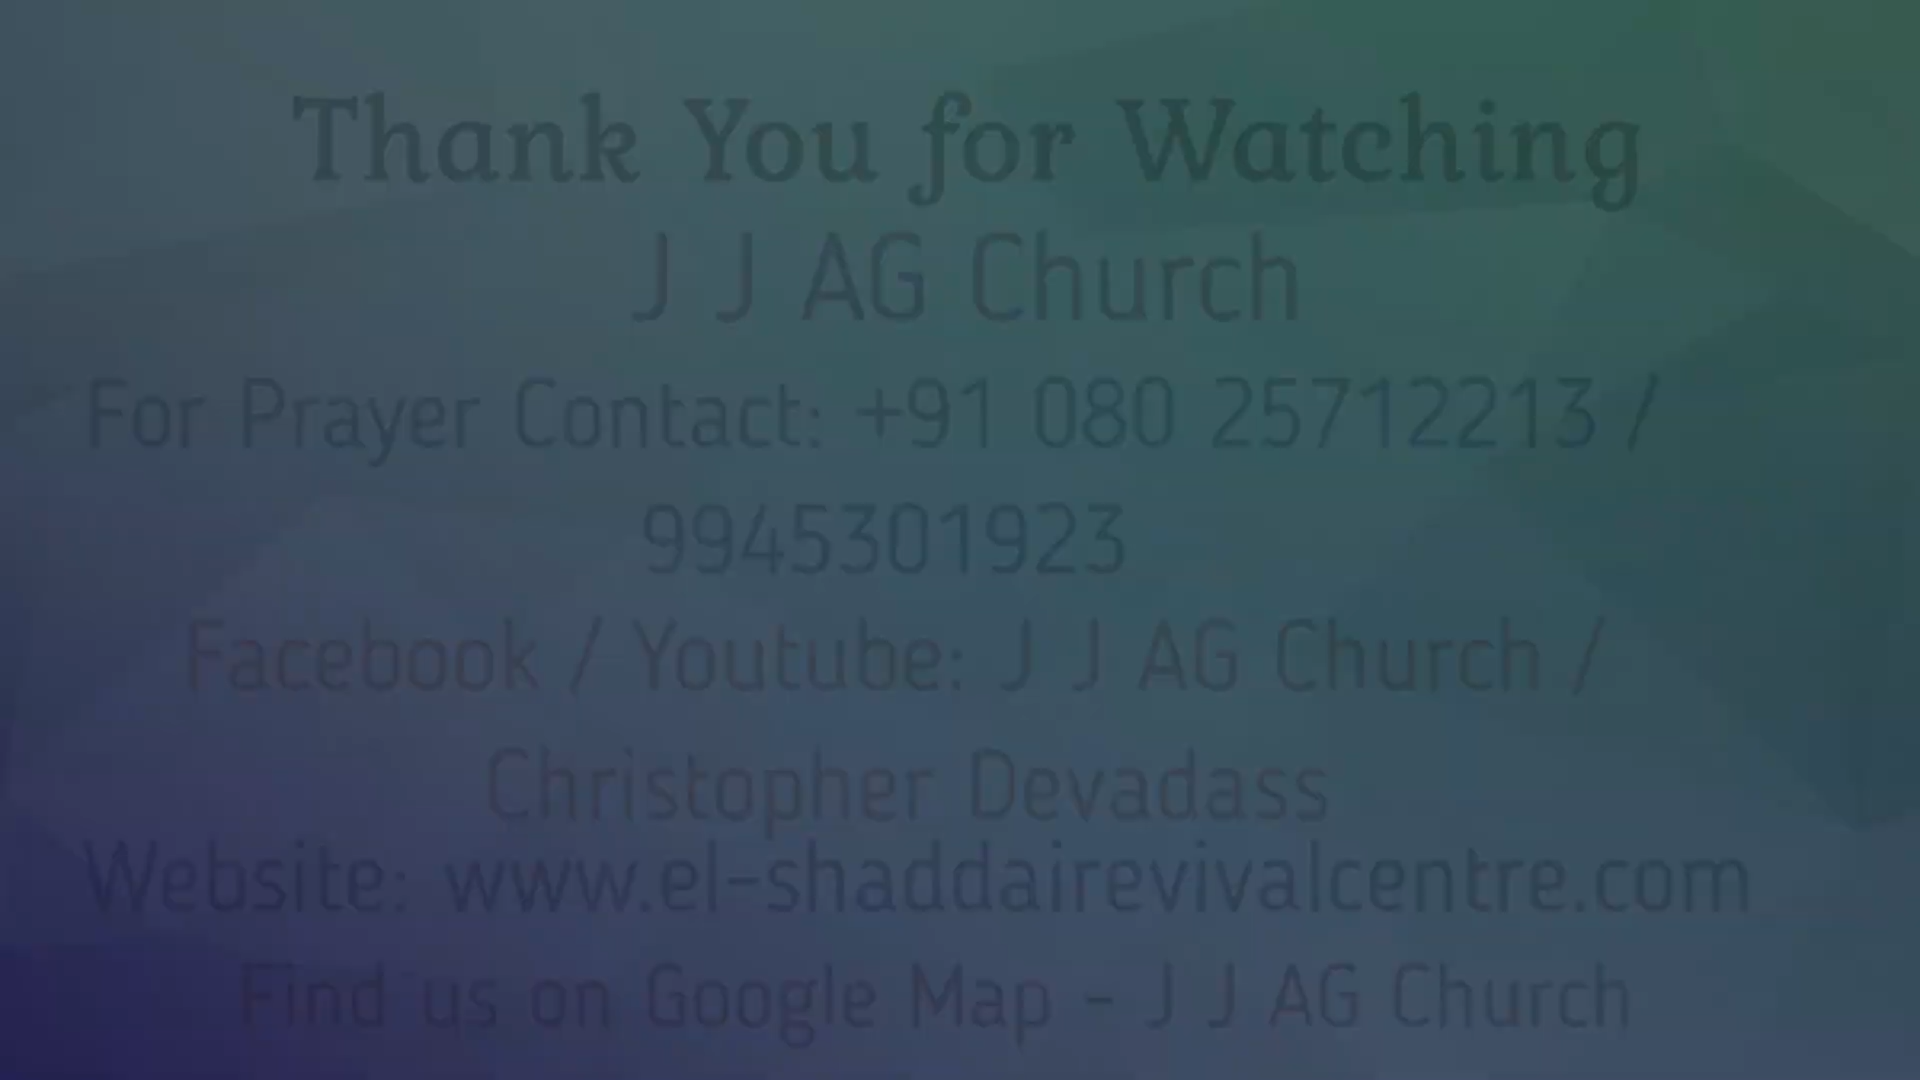 Thank You for Watching
J J AG Church
For Prayer Contact: +91 080 25712213 /
9945301923
Facebook / Youtube: J J AG Church /
Christopher Devadass
Website: www.el-shaddairevivalcentre.com
Find us on Google Map - J J AG Church